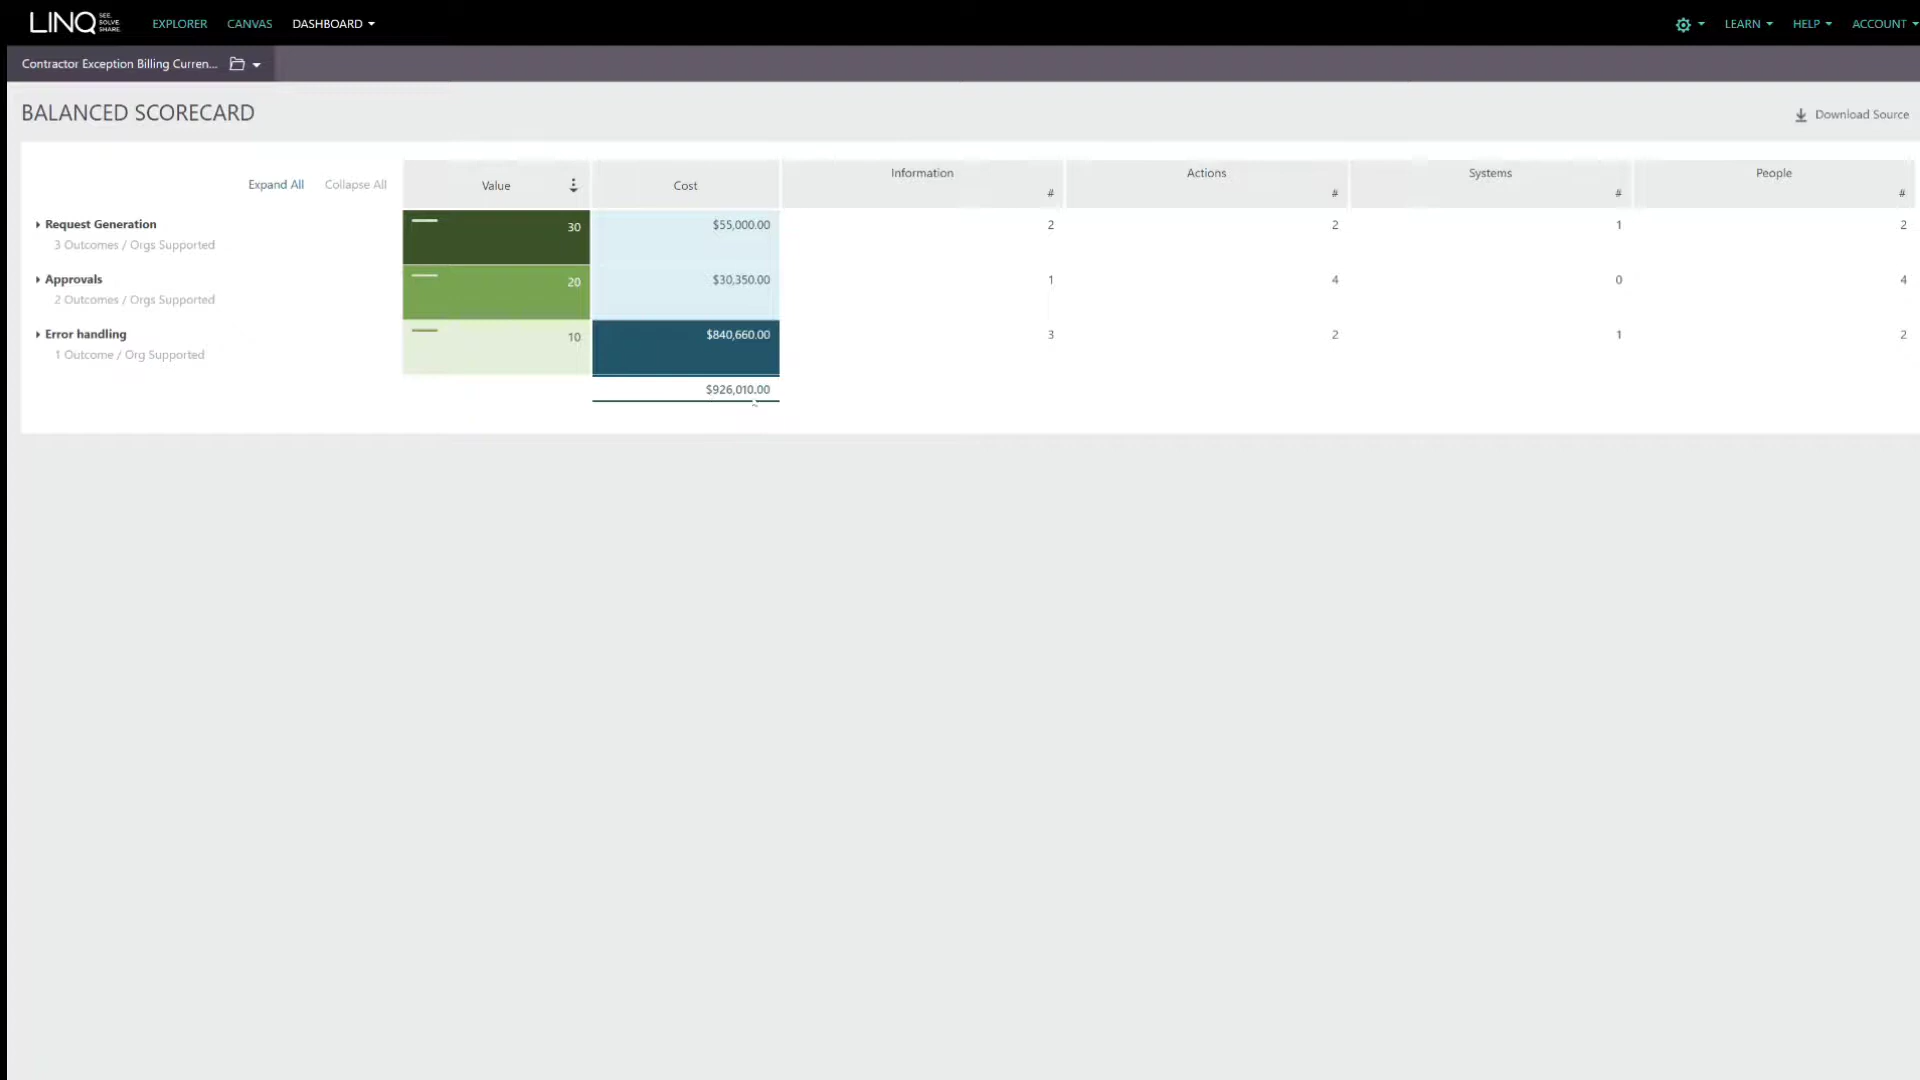 LINQ SEE. SOLVE. SHARE. EXPLORER CANVAS DASHBOARD LEARN HELP ACCOUNT
Contractor Exception Billing Curren...
BALANCED SCORECARD
Download Source
Expand All Collapse All Value Cost Information # Actions # Systems # People #
Request Generation 30 $55,000.00 2 2 1 2
3 Outcomes / Orgs Supported
Approvals 20 $30,350.00 1 4 0 4
2 Outcomes / Orgs Supported
Error handling 10 $840,660.00 3 2 1 2
1 Outcome / Org Supported
$926,010.00